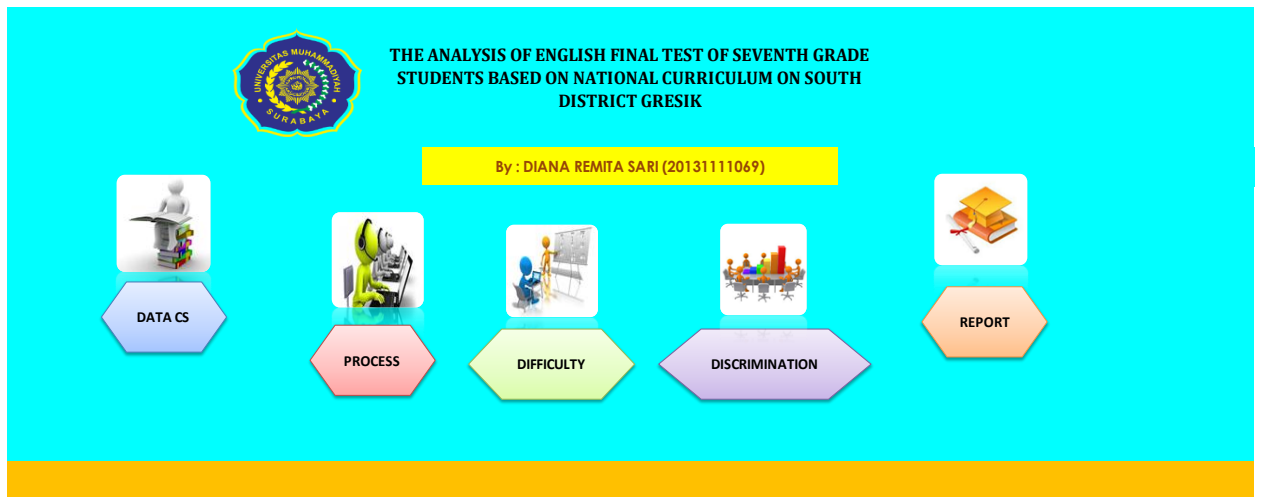 UNIVERSITAS MUHAMMADIYAH
SURABAYA
THE ANALYSIS OF ENGLISH FINAL TEST OF SEVENTH GRADE
STUDENTS BASED ON NATIONAL CURRICULUM ON SOUTH
DISTRICT GRESIK
By : DIANA REMITA SARI (20131111069)
DATA CS
PROCESS
DIFFICULTY
DISCRIMINATION
REPORT